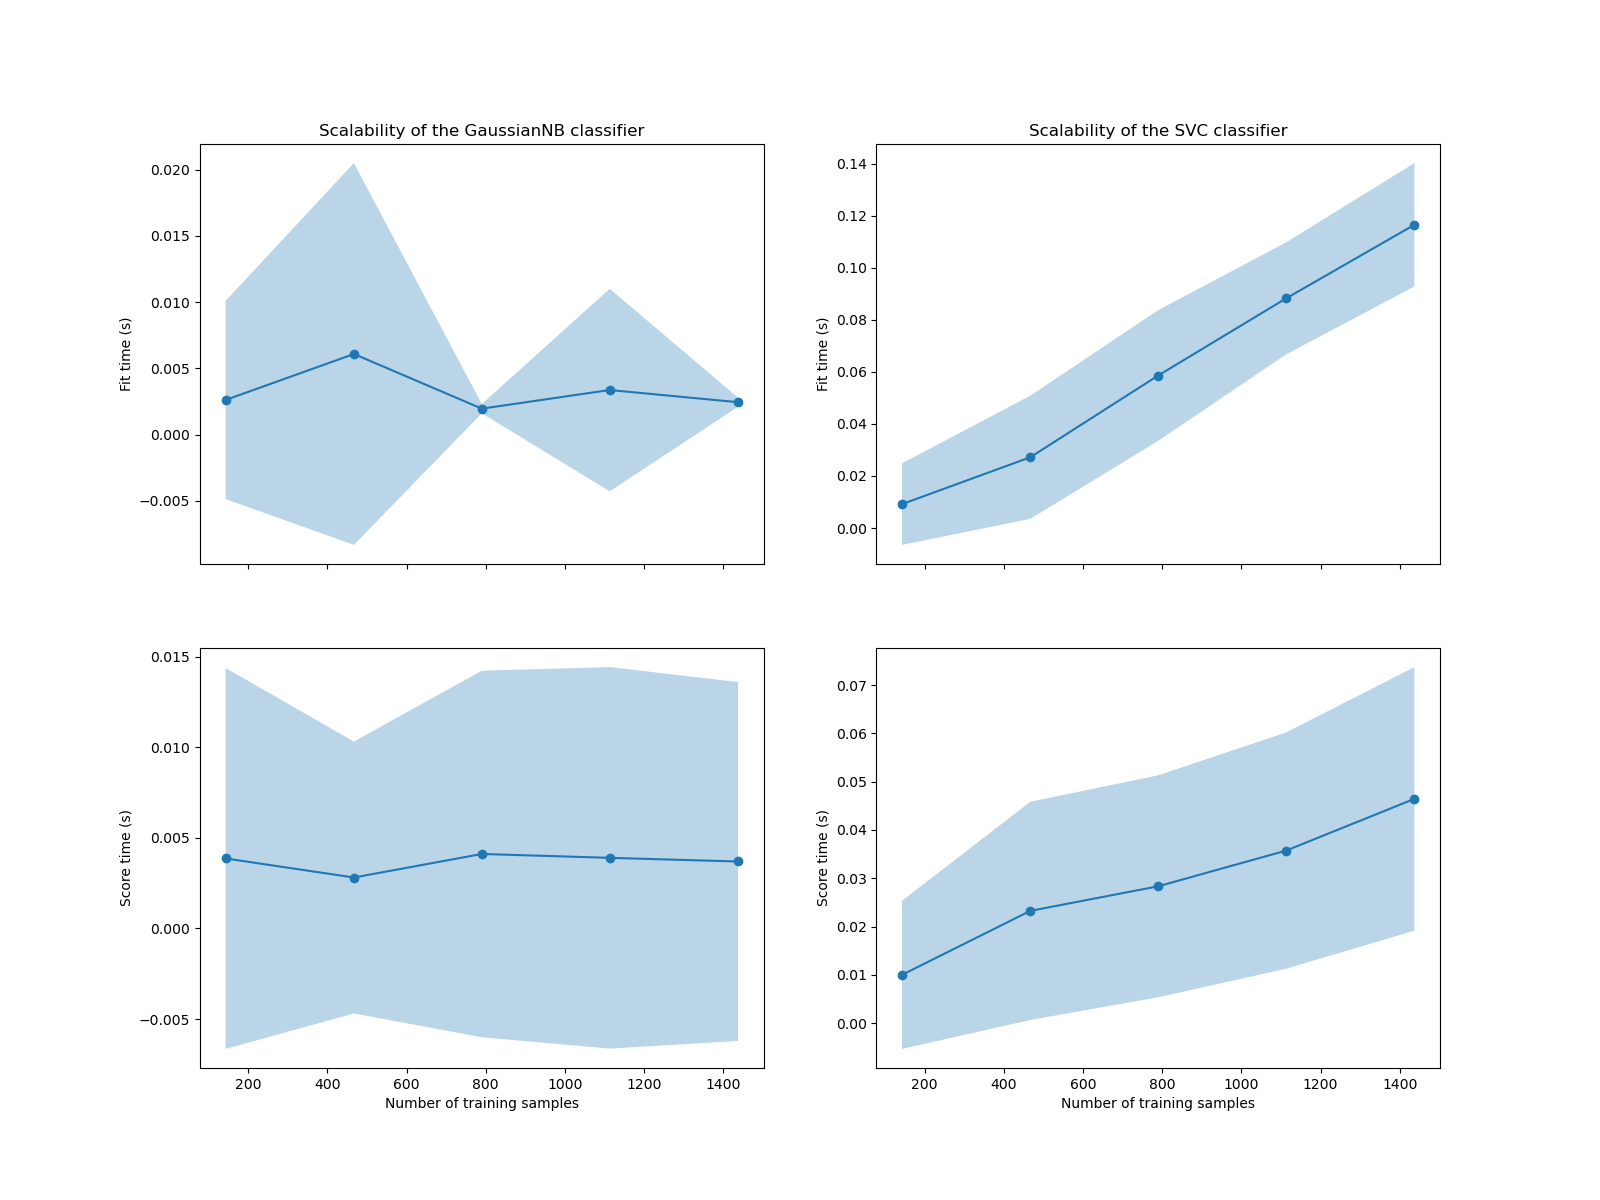 Scalability of the GaussianNB classifier
Fit time (s)
0.020
0.015
0.010
0.005
0.000
−0.005
Scalability of the SVC classifier
Fit time (s)
0.14
0.12
0.10
0.08
0.06
0.04
0.02
0.00
Score time (s)
0.015
0.010
0.005
0.000
−0.005
200 400 600 800 1000 1200 1400
Number of training samples
Score time (s)
0.07
0.06
0.05
0.04
0.03
0.02
0.01
0.00
200 400 600 800 1000 1200 1400
Number of training samples